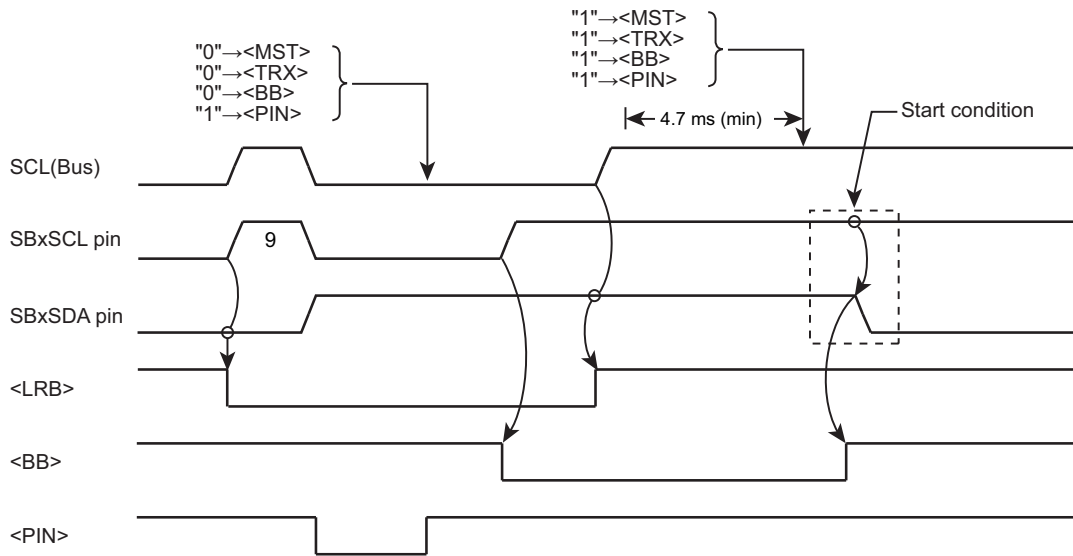 "0"→<MST>
"0"→<TRX>
"0"→<BB>
"1"→<PIN>
"1"→<MST>
"1"→<TRX>
"1"→<BB>
"1"→<PIN>
4.7 ms (min)
Start condition
SCL(Bus)
SBxSCL pin
9
SBxSDA pin
<LRB>
<BB>
<PIN>